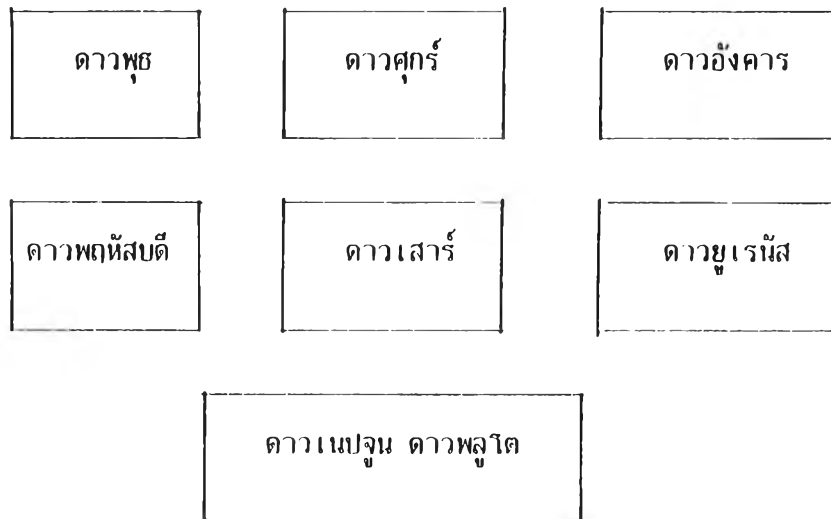 ดาวพุธ ดาวศุกร์ ดาวอังคาร
ดาวพฤหัสบดี ดาวเสาร์ ดาวยูเรนัส
ดาวเนปจูน ดาวพลูโต